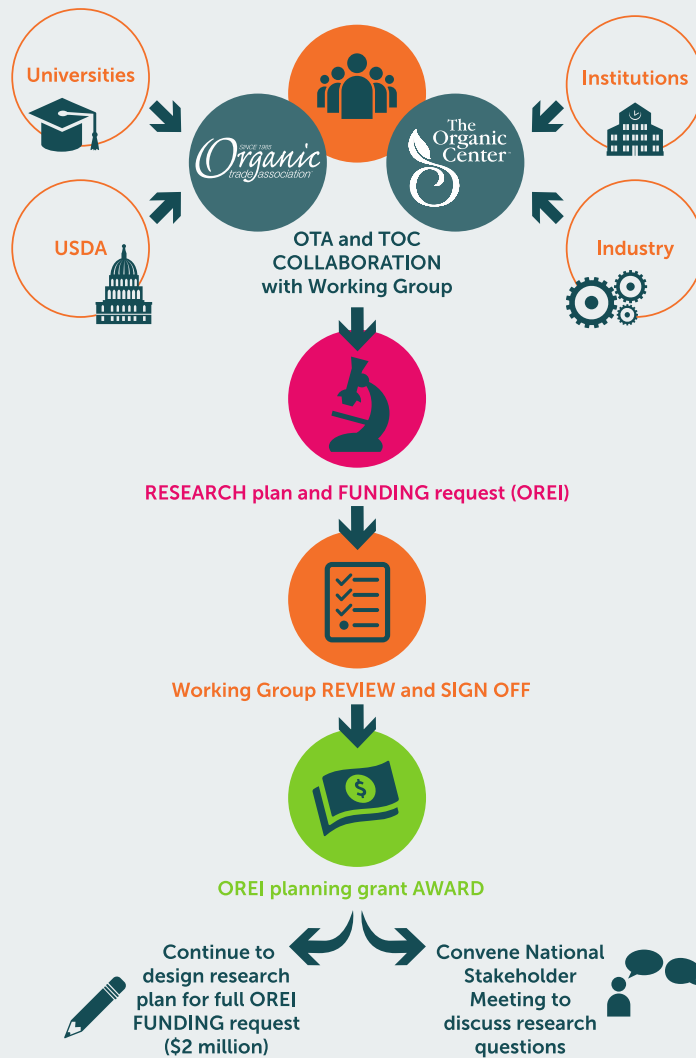 Universities
Institutions
SINCE 1985
Organic
trade association
The
Organic
Center
USDA
Industry
OTA and TOC
COLLABORATION
with Working Group
RESEARCH plan and FUNDING request (OREI)
Working Group REVIEW and SIGN OFF
$
OREI planning grant AWARD
Continue to
design research
plan for full OREI
FUNDING request
($2 million)
Convene National
Stakeholder
Meeting to
discuss research
questions